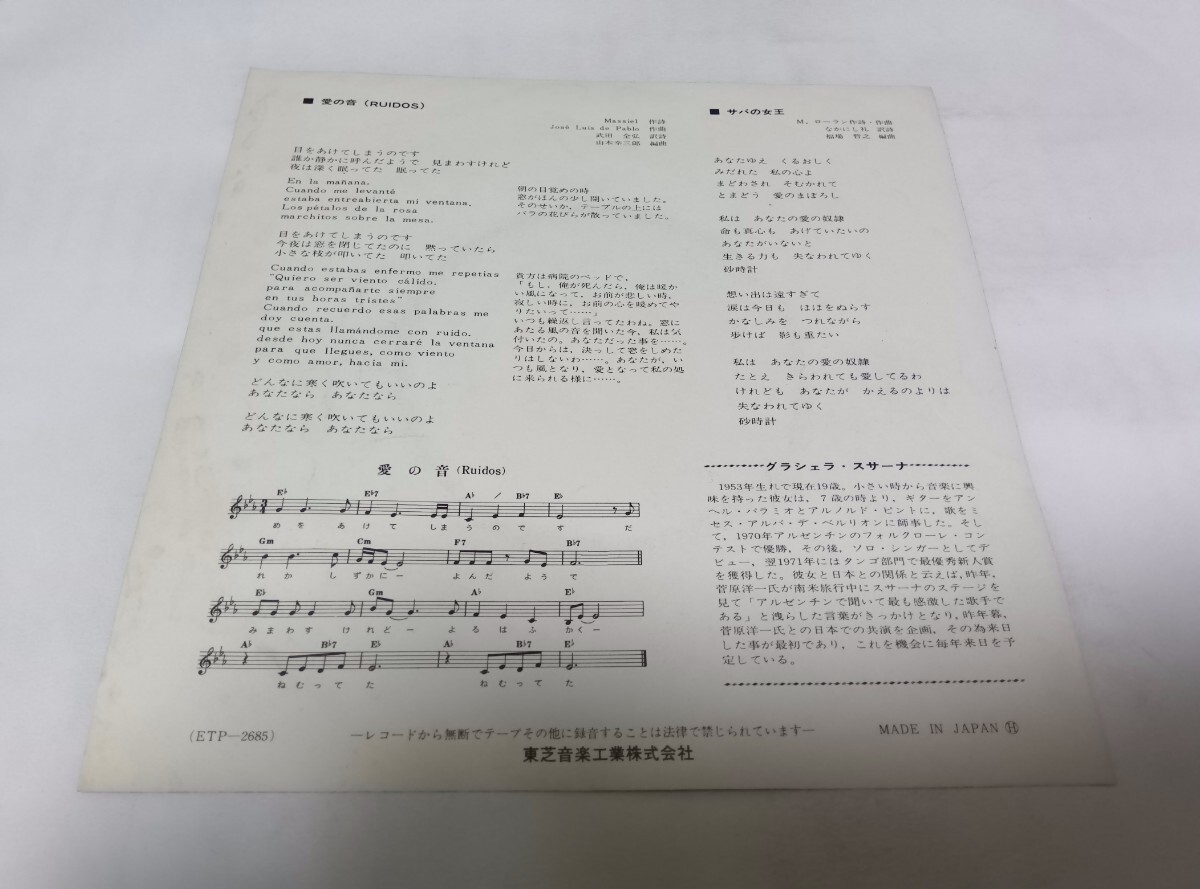 ■ 愛の音 (RUIDOS)
Massiel 作詩
José Luis de Pablo 作曲
武田 全弘 訳詩
山本幸三郎 編曲
目をあけてしまうのです
誰か静かに呼んだようで 見まわすけれど
夜は深く眠ってた 眠ってた
En la mañana.
Cuando me levanté
estaba entreabierta mi ventana.
Los pétalos de la rosa
marchitos sobre la mesa.
朝の目覚めの時
窓がほんの少し開いていました。
そのせいか、テーブルの上には
バラの花びらが散っていました。
目をあけてしまうのです
今夜は窓を閉じてたのに 黙っていたら
小さな枝が叩いてた 叩いてた
Cuando estabas enfermo me repetias
"Quiero ser viento cálido.
para acompañarte siempre
en tus horas tristes"
Cuando recuerdo esas palabras me
doy cuenta.
que estas llamándome con ruido.
desde hoy nunca cerraré la ventana
para que llegues, como viento
y como amor, hacia mi.
貴方は病院のベッドで、
「もし、俺が死んだら、俺は暖か
い風になって、お前が悲しい時、
寂しい時に、お前の心を暖めてや
りたいって……」
いつも繰返し言ってたわね。窓に
あたる風の音を聞いた今、私は気
付いたの。あなただった事を……。
今日からは、決っして窓をしめた
りはしないわ……。あなたが、い
つも風となり、愛となって私の処
に来られる様に……。
どんなに寒く吹いてもいいのよ
あなたなら あなたなら
どんなに寒く吹いてもいいのよ
あなたなら あなたなら
■ サバの女王
M. ローラン作詩・作曲
なかにし礼 訳詩
福場 哲之 編曲
あなたゆえ くるおしく
みだれた 私の心よ
まどわされ そむかれて
とまどう 愛のまぼろし
私は あなたの愛の奴隷
命も真心も あげていたいの
あなたがいないと
生きる力も 失なわれてゆく
砂時計
想い出は遠すぎて
涙は今日も ほほをぬらす
かなしみを つれながら
歩けば 影も重たい
私は あなたの愛の奴隷
たとえ きらわれても愛してるわ
けれども あなたが かえるのよりは
失なわれてゆく
砂時計
愛の音 (Ruidos)
E♭ E♭7 A♭ / B♭7 E♭
めをあけてしまうのですだ
Gm Cm F7 B♭7
れかしずかにーよんだようで
E♭ Gm A♭ E♭
みまわすけれどーよるはふかくー
A♭ B♭7 E♭ A♭ B♭7 E♭
ねむってた ねむってた
グラシェラ・スサーナ
1953年生れで現在19歳。小さい時から音楽に興
味を持った彼女は、7歳の時より、ギターをアン
ヘル・パラミオとアルノルド・ピントに、歌をミ
セス・アルバ・デ・ベルリオンに師事した。そし
て、1970年アルゼンチンのフォルクローレ・コン
テストで優勝、その後、ソロ・シンガーとしてデ
ビュー、翌1971年にはタンゴ部門で最優秀新人賞
を獲得した。彼女と日本との関係と云えば、昨年、
菅原洋一氏が南米旅行中にスサーナのステージを
見て「アルゼンチンで聞いて最も感激した歌手で
ある」と洩らした言葉がきっかけとなり、昨年暮、
菅原洋一氏との日本での共演を企画、その為来日
した事が最初であり、これを機会に毎年来日を予
定している。
(ETP—2685)
—レコードから無断でテープその他に録音することは法律で禁じられています—
MADE IN JAPAN Ⓗ
東芝音楽工業株式会社